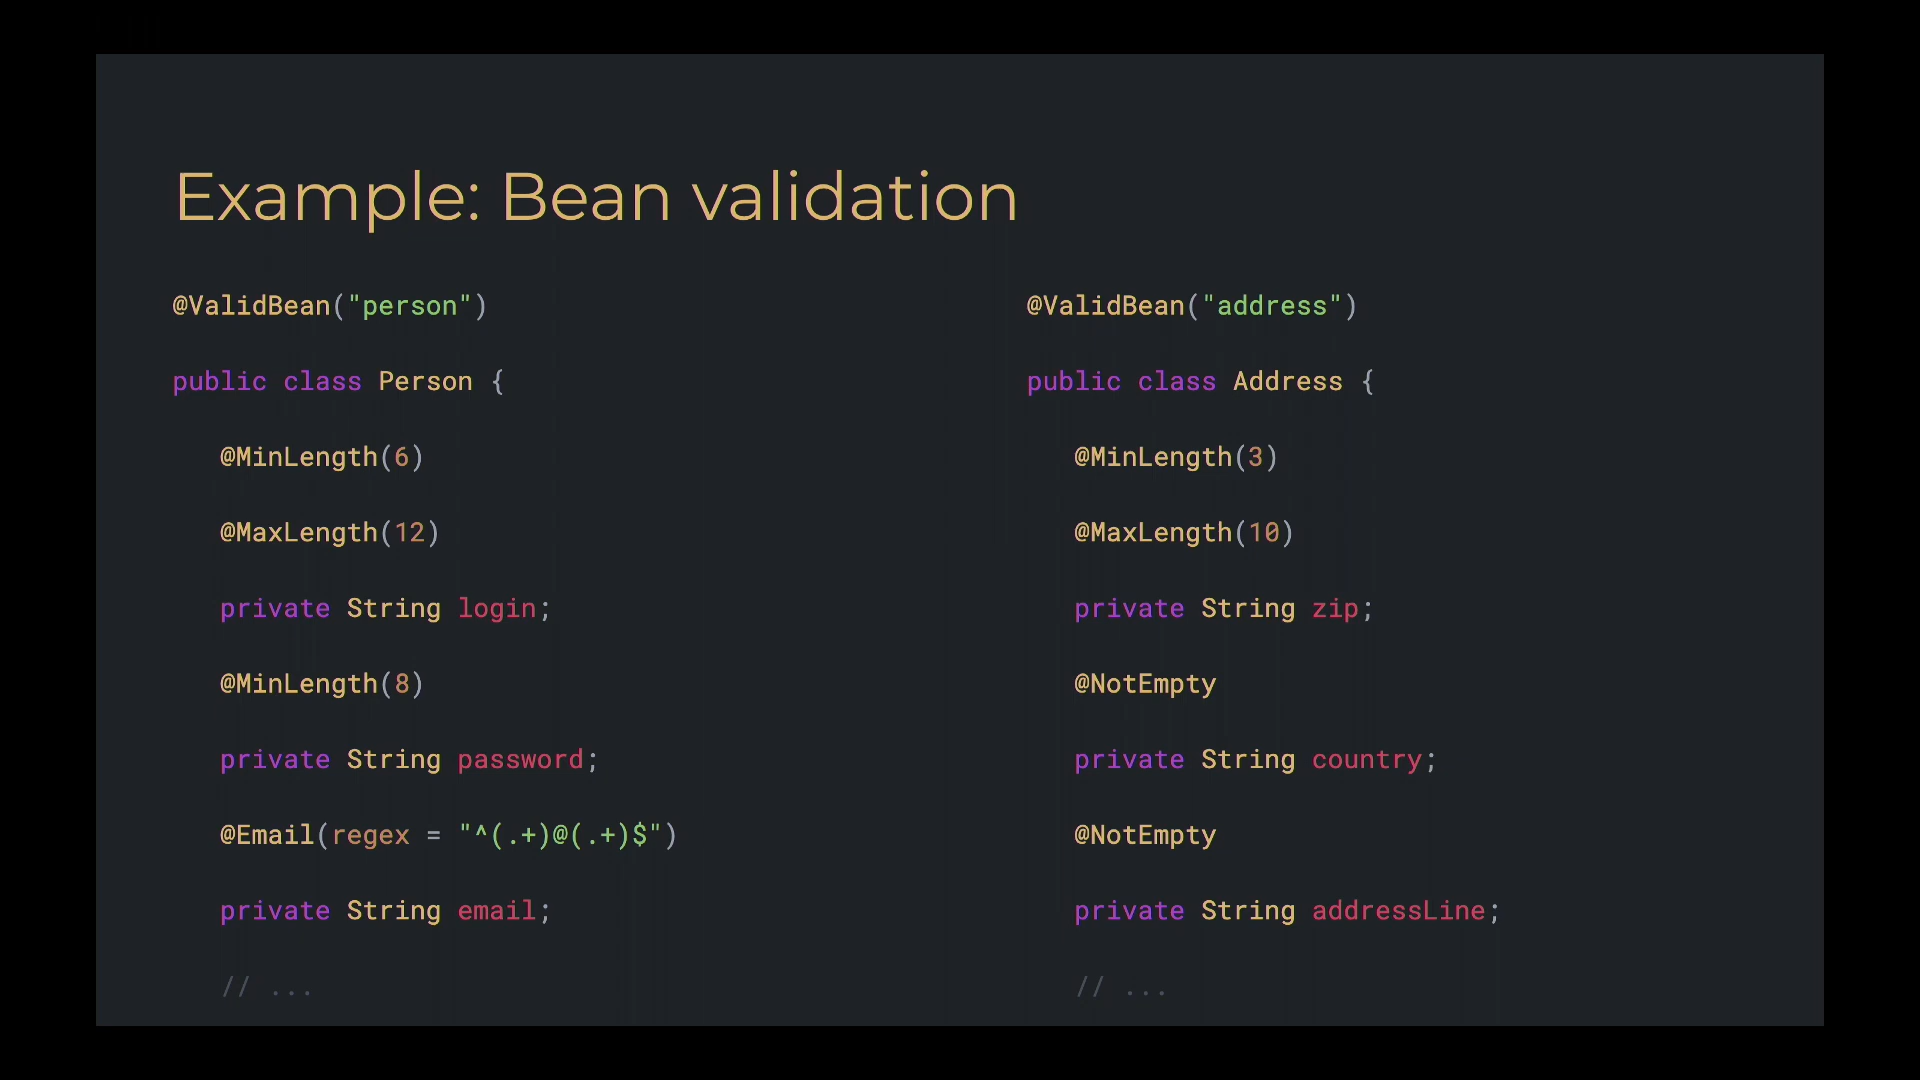 Example: Bean validation
@ValidBean("person")
public class Person {
@MinLength(6)
@MaxLength(12)
private String login;
@MinLength(8)
private String password;
@Email(regex = "^(.+)@(.+)$")
private String email;
// ...
@ValidBean("address")
public class Address {
@MinLength(3)
@MaxLength(10)
private String zip;
@NotEmpty
private String country;
@NotEmpty
private String addressLine;
// ...